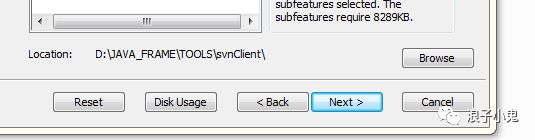 subfeatures selected. The
subfeatures require 8289KB.
Location: D:\JAVA_FRAME\TOOLS\svnClient\
Browse
Reset Disk Usage < Back Next > Cancel
浪子小鬼